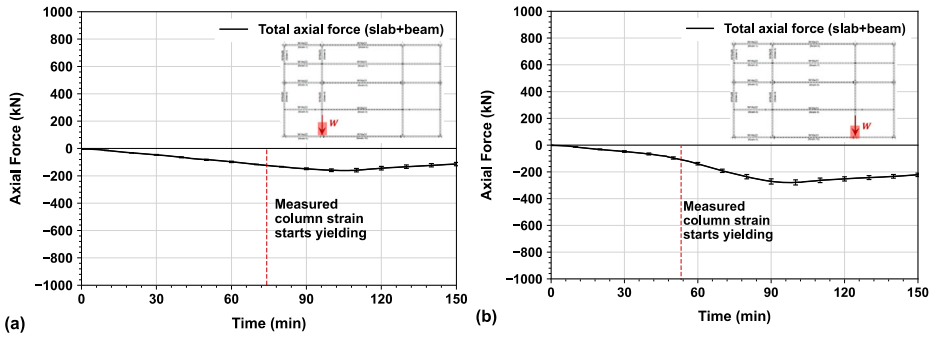 1000
800
600
400
200
0
−200
−400
−600
−800
−1000
Axial Force (kN)
Total axial force (slab+beam)
W
Measured
column strain
starts yielding
0 30 60 90 120 150
Time (min)
(a)
1000
800
600
400
200
0
−200
−400
−600
−800
−1000
Axial Force (kN)
Total axial force (slab+beam)
W
Measured
column strain
starts yielding
0 30 60 90 120 150
Time (min)
(b)